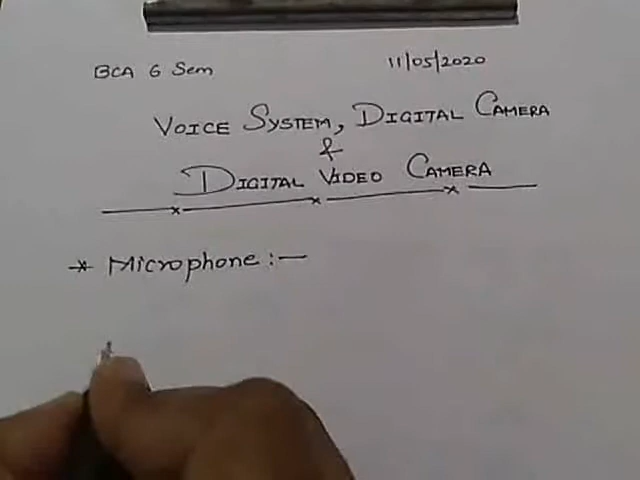 BCA 6 Sem 11/05/2020
VOICE SYSTEM, DIGITAL CAMERA
&
DIGITAL VIDEO CAMERA
* Microphone :—